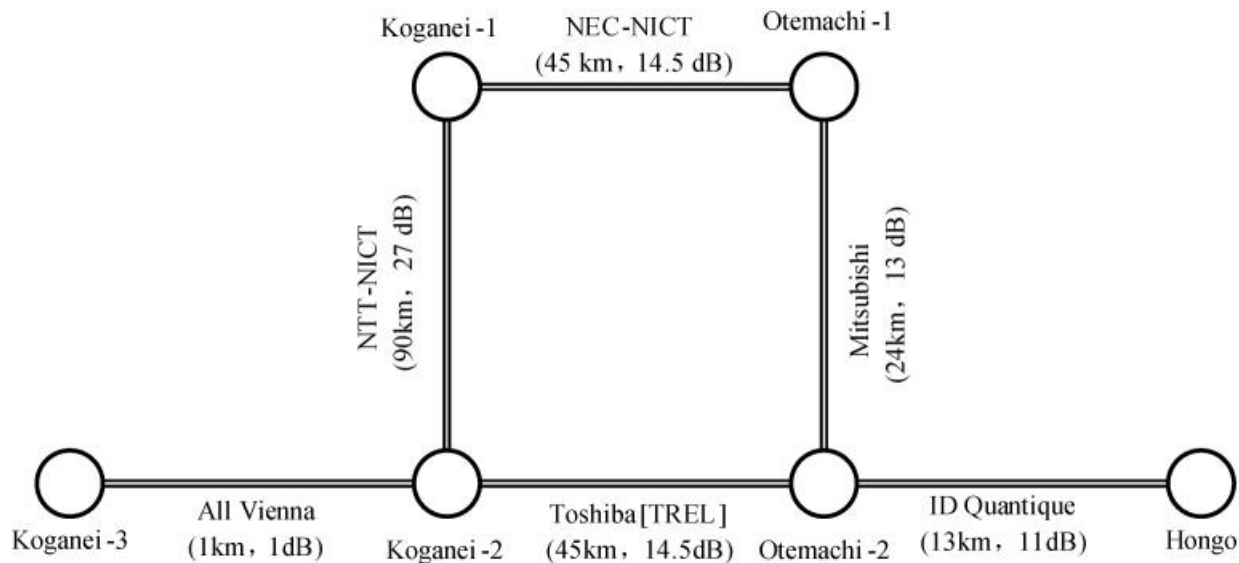 Koganei-1
NEC-NICT
(45 km, 14.5 dB)
Otemachi-1
NTT-NICT
(90km, 27 dB)
Mitsubishi
(24km, 13 dB)
Koganei-3
All Vienna
(1km, 1dB)
Koganei-2
Toshiba[TREL]
(45km, 14.5dB)
Otemachi-2
ID Quantique
(13km, 11dB)
Hongo